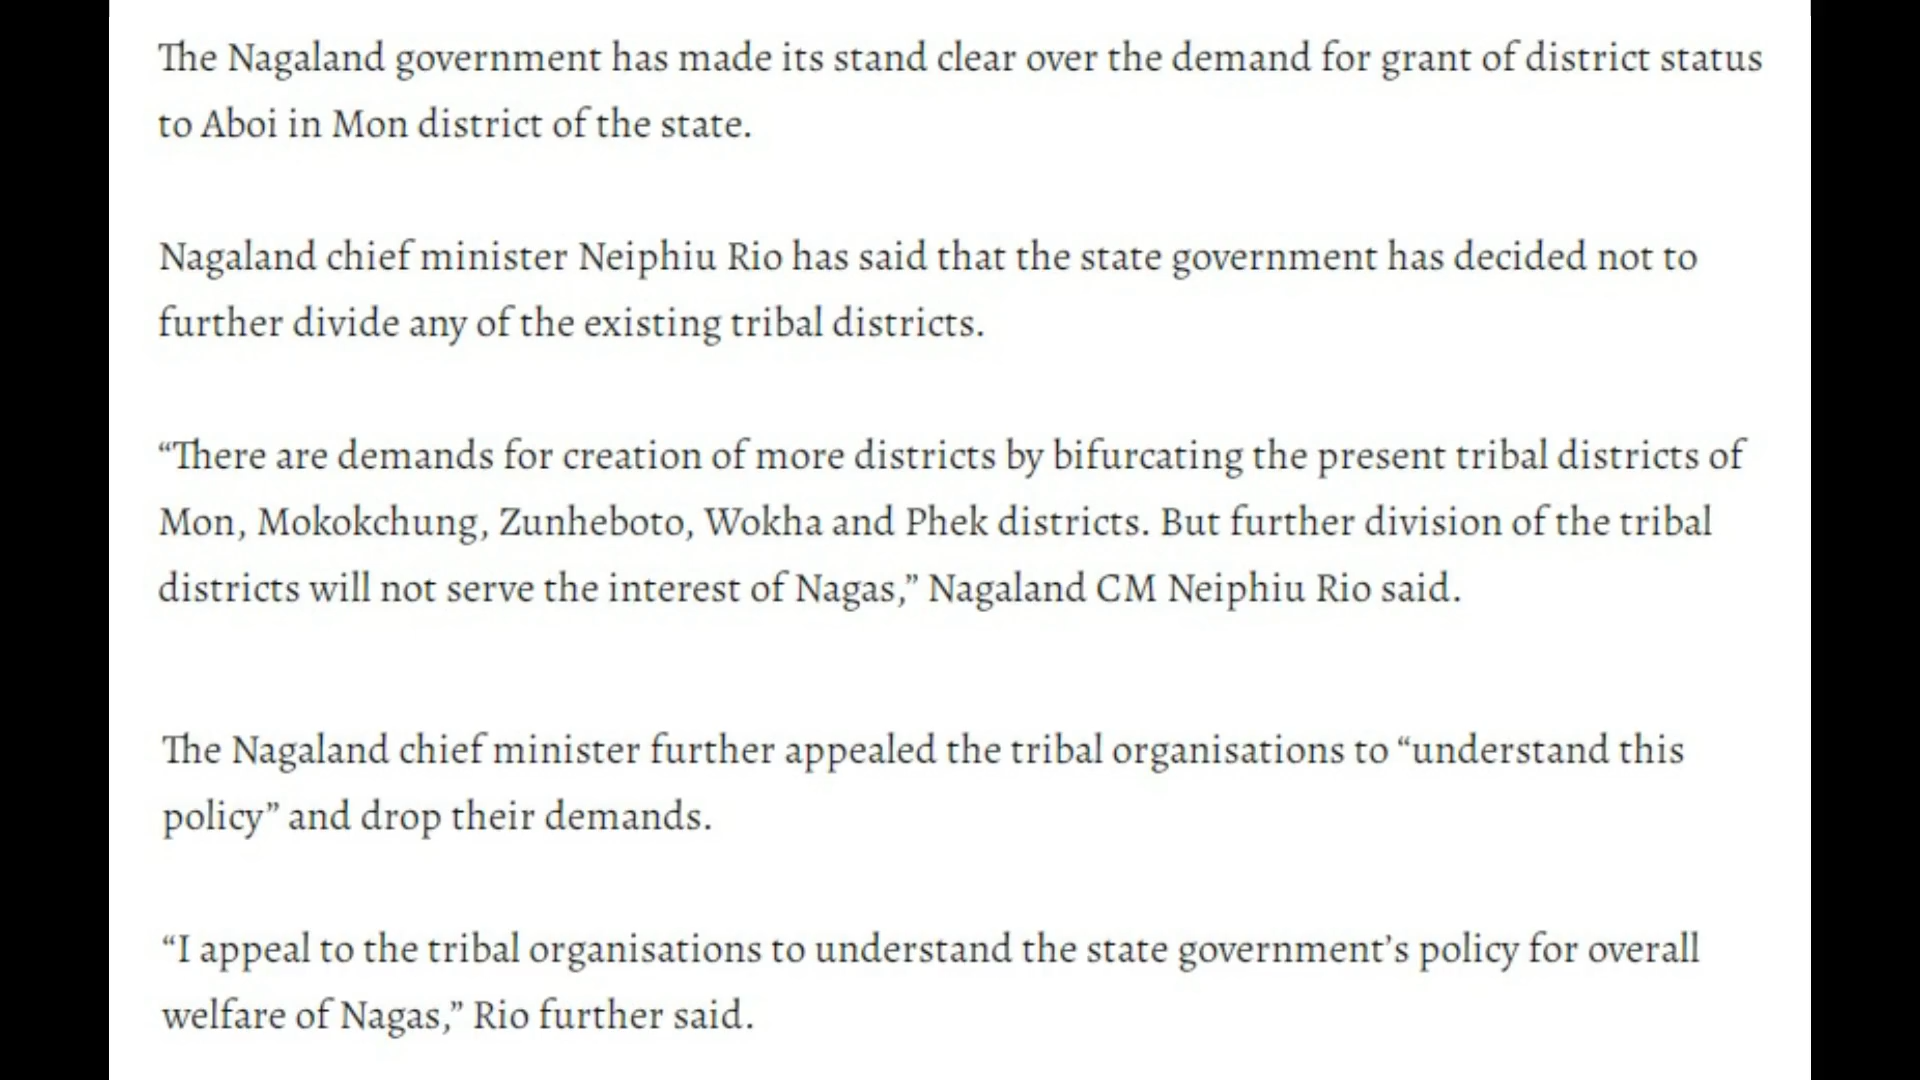 The Nagaland government has made its stand clear over the demand for grant of district status
to Aboi in Mon district of the state.
Nagaland chief minister Neiphiu Rio has said that the state government has decided not to
further divide any of the existing tribal districts.
“There are demands for creation of more districts by bifurcating the present tribal districts of
Mon, Mokokchung, Zunheboto, Wokha and Phek districts. But further division of the tribal
districts will not serve the interest of Nagas,” Nagaland CM Neiphiu Rio said.
The Nagaland chief minister further appealed the tribal organisations to “understand this
policy” and drop their demands.
“I appeal to the tribal organisations to understand the state government’s policy for overall
welfare of Nagas,” Rio further said.